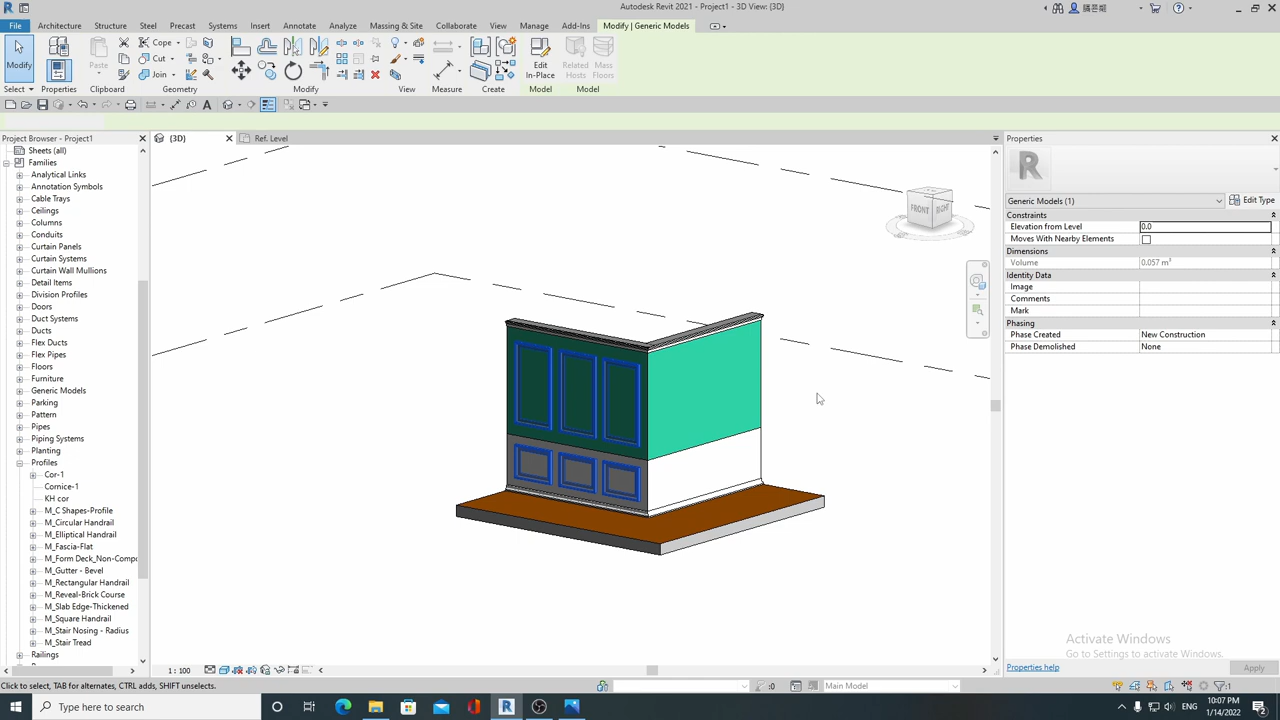 Autodesk Revit 2021 - Project1 - 3D View: {3D}
File Architecture Structure Steel Precast Systems Insert Annotate Analyze Massing & Site Collaborate View Manage Add-Ins Modify | Generic Models
Modify Properties Paste Cope Cut Join Edit In-Place Related Hosts Mass Floors
Select Properties Clipboard Geometry Modify View Measure Create Model Model
Project Browser - Project1
{3D}
Ref. Level
Properties
Sheets (all)
Families
Analytical Links
Annotation Symbols
Cable Trays
Ceilings
Columns
Conduits
Curtain Panels
Curtain Systems
Curtain Wall Mullions
Detail Items
Division Profiles
Doors
Duct Systems
Ducts
Flex Ducts
Flex Pipes
Floors
Furniture
Generic Models
Parking
Pattern
Pipes
Piping Systems
Planting
Profiles
Cor-1
Cornice-1
KH cor
M_C Shapes-Profile
M_Circular Handrail
M_Elliptical Handrail
M_Fascia-Flat
M_Form Deck_Non-Compo
M_Gutter - Bevel
M_Rectangular Handrail
M_Reveal-Brick Course
M_Slab Edge-Thickened
M_Square Handrail
M_Stair Nosing - Radius
M_Stair Tread
Railings
FRONT RIGHT
Generic Models (1) Edit Type
Constraints
Elevation from Level 0.0
Moves With Nearby Elements
Dimensions
Volume 0.057 m³
Identity Data
Image
Comments
Mark
Phasing
Phase Created New Construction
Phase Demolished None
Activate Windows
Go to Settings to activate Windows.
Properties help Apply
1 : 100
Click to select, TAB for alternates, CTRL adds, SHIFT unselects.
:0
Main Model
:1
Type here to search
ENG
10:07 PM
1/14/2022